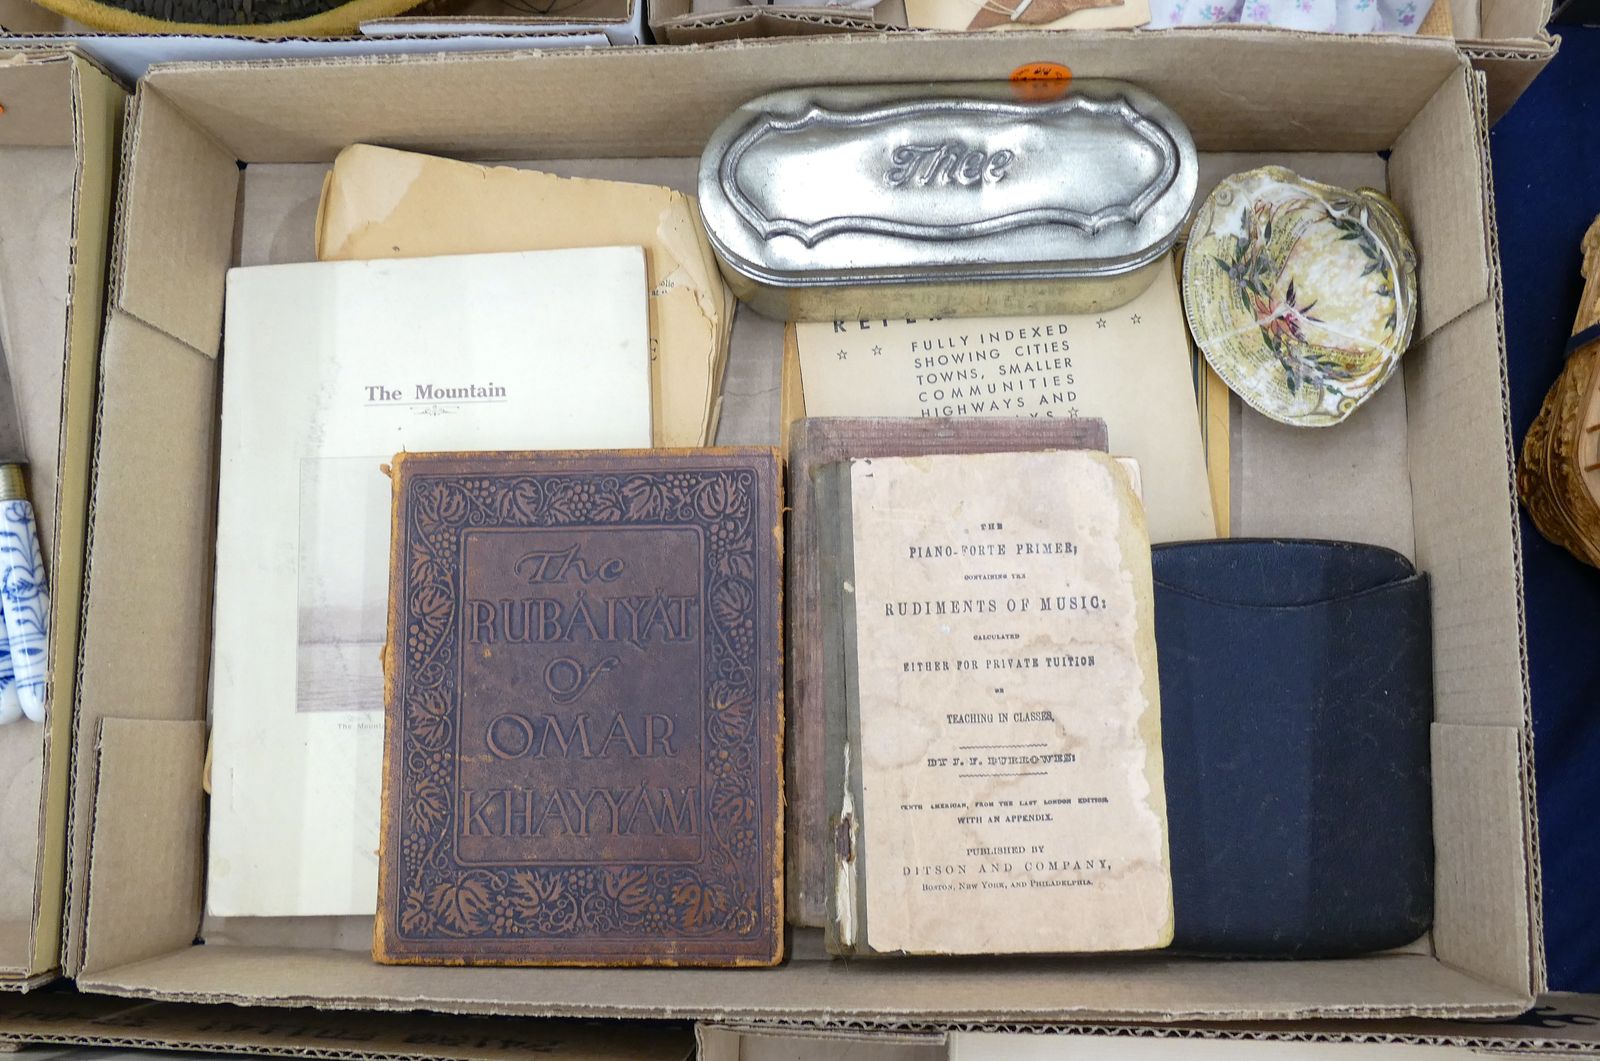 Thee
The Mountain
FULLY INDEXED
SHOWING CITIES
TOWNS, SMALLER
COMMUNITIES
HIGHWAYS AND
The
RUBÁIYÁT
Of
OMAR
KHAYYÁM
THE
PIANO-FORTE PRIMER;
CONTAINING THE
RUDIMENTS OF MUSIC:
CALCULATED
EITHER FOR PRIVATE TUITION
OR
TEACHING IN CLASSES,
BY J. F. BURROWES:
TENTH AMERICAN, FROM THE LAST LONDON EDITION,
WITH AN APPENDIX.
PUBLISHED BY
DITSON AND COMPANY,
BOSTON, NEW YORK, AND PHILADELPHIA.